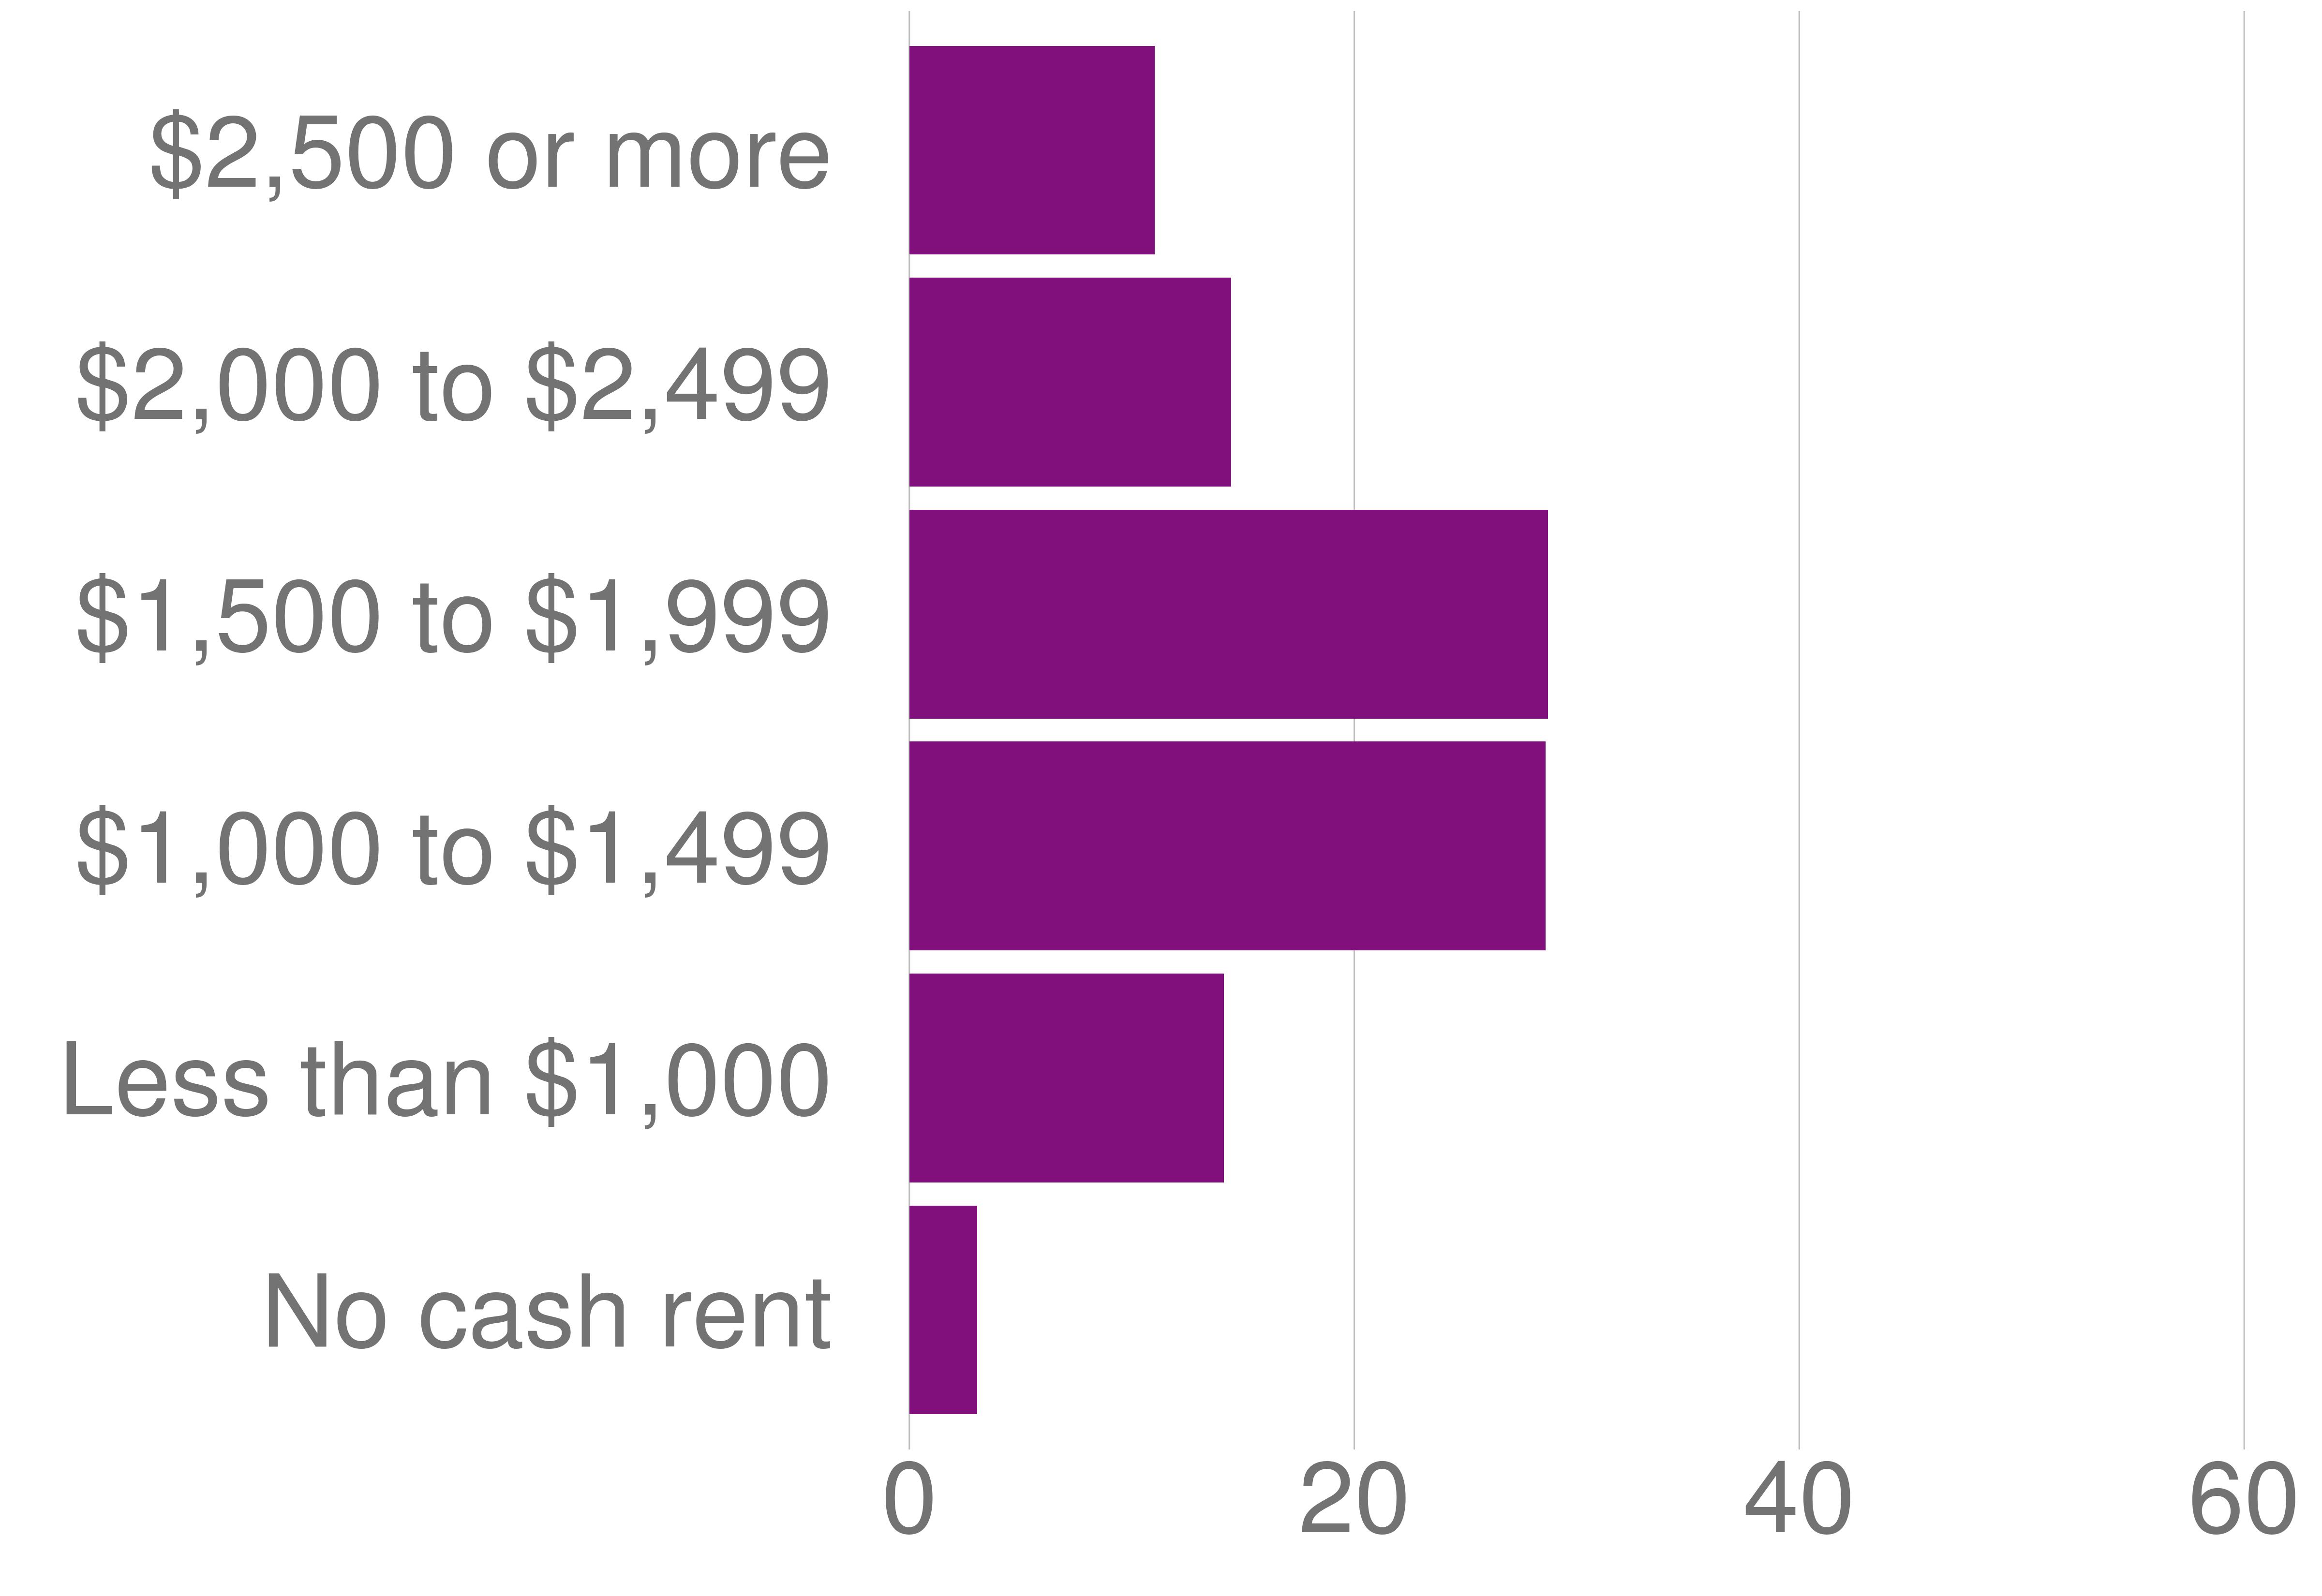 $2,500 or more
$2,000 to $2,499
$1,500 to $1,999
$1,000 to $1,499
Less than $1,000
No cash rent
0 20 40 60